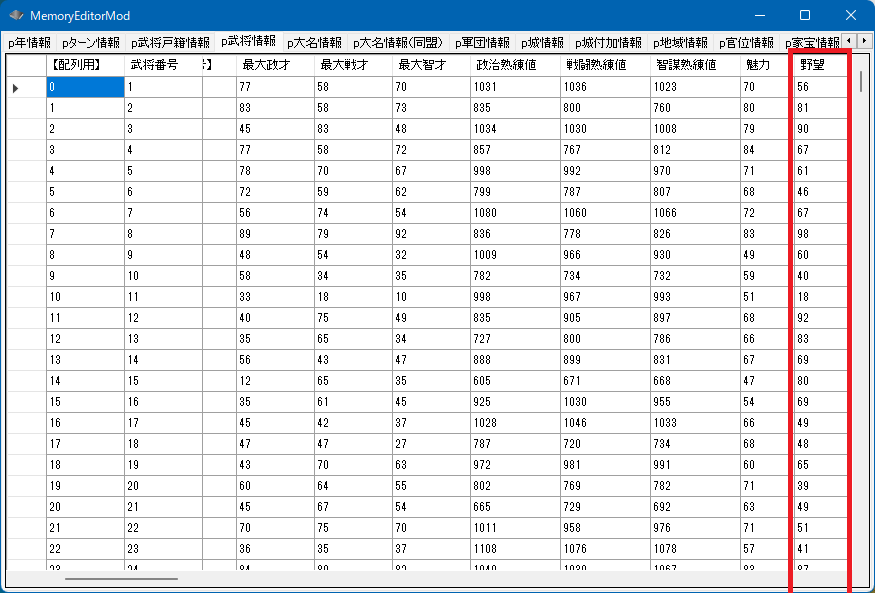 MemoryEditorMod
p年情報 pターン情報 p武将戸籍情報 p武将情報 p大名情報 p大名情報(同盟) p軍団情報 p城情報 p城付加情報 p地域情報 p官位情報 p家宝情報
【配列用】 武将番号 最大政才 最大戦才 最大智才 政治熟練値 戦闘熟練値 智謀熟練値 魅力 野望
0 1 77 58 70 1031 1036 1023 70 56
1 2 83 58 73 835 800 760 80 81
2 3 45 83 48 1034 1030 1008 79 90
3 4 77 58 72 857 767 812 84 67
4 5 78 70 67 998 992 970 71 61
5 6 72 59 62 799 787 807 68 46
6 7 56 74 54 1080 1060 1066 72 67
7 8 89 79 92 836 778 826 83 98
8 9 48 54 32 1009 966 930 49 60
9 10 58 34 35 782 734 732 59 40
10 11 33 18 10 998 967 993 51 18
11 12 40 75 49 835 905 897 68 92
12 13 35 65 34 727 800 786 66 83
13 14 56 43 47 888 899 831 67 69
14 15 12 65 35 605 671 668 47 80
15 16 35 61 45 925 1030 955 54 69
16 17 45 42 37 1028 1046 1033 66 49
17 18 47 47 27 787 720 734 68 48
18 19 43 70 63 972 981 991 60 65
19 20 60 64 55 802 769 782 71 39
20 21 45 67 54 665 729 692 63 49
21 22 70 75 70 1011 958 976 71 51
22 23 36 35 37 1108 1076 1078 57 41